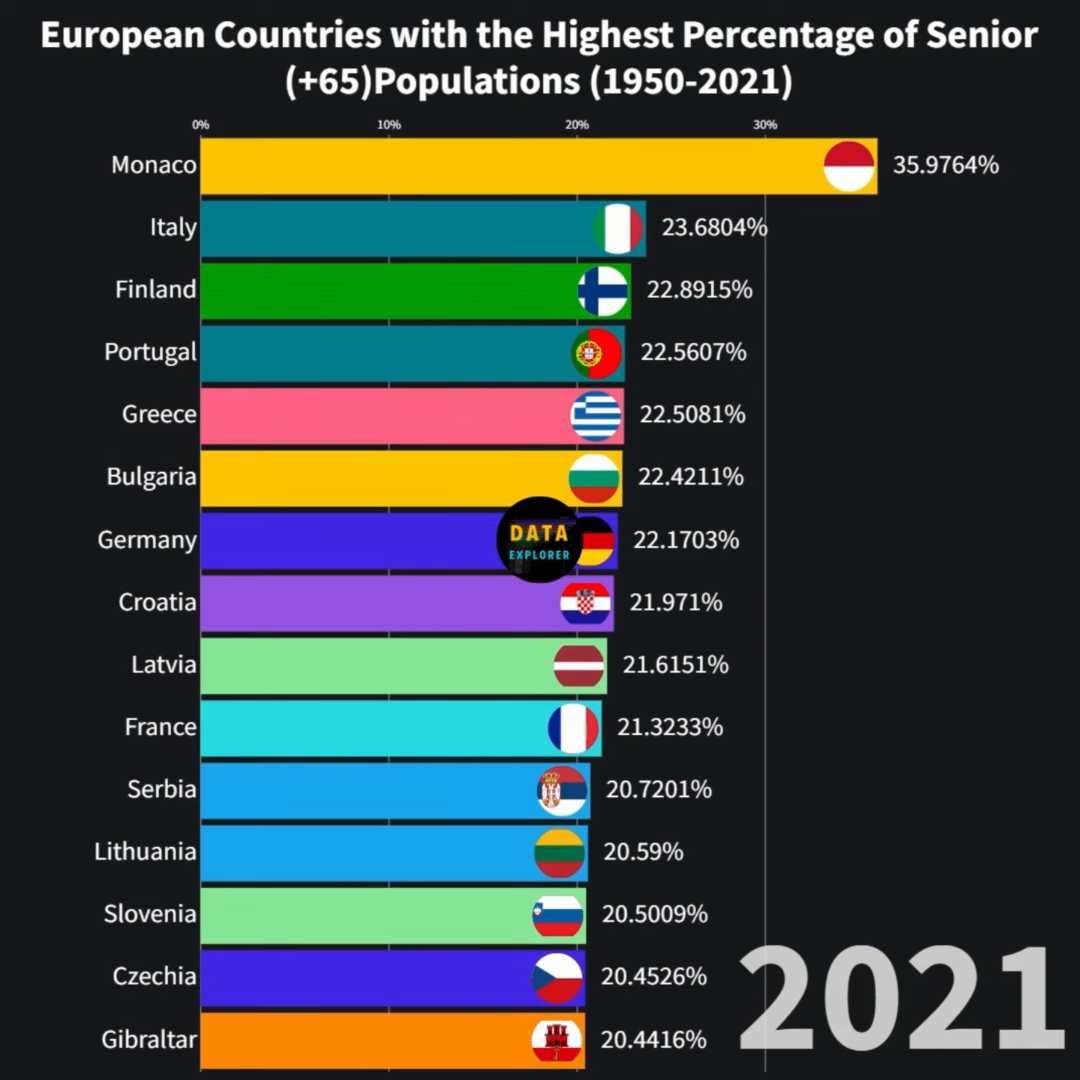 European Countries with the Highest Percentage of Senior
(+65)Populations (1950-2021)
0% 10% 20% 30%
Monaco 35.9764%
Italy 23.6804%
Finland 22.8915%
Portugal 22.5607%
Greece 22.5081%
Bulgaria 22.4211%
Germany 22.1703%
DATA
EXPLORER
Croatia 21.971%
Latvia 21.6151%
France 21.3233%
Serbia 20.7201%
Lithuania 20.59%
Slovenia 20.5009%
Czechia 20.4526%
Gibraltar 20.4416%
2021